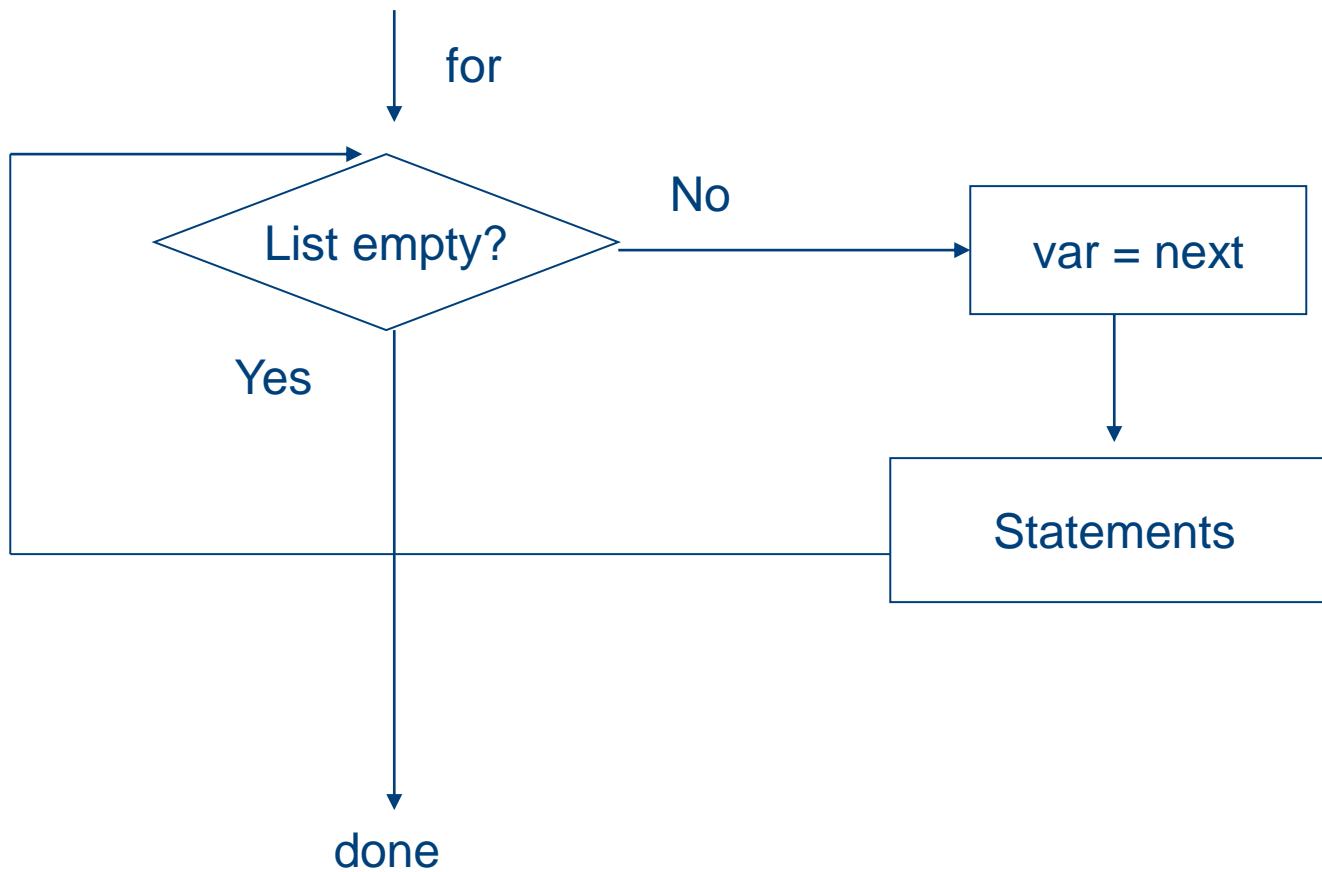 for
No
List empty?
var = next
Yes
Statements
done